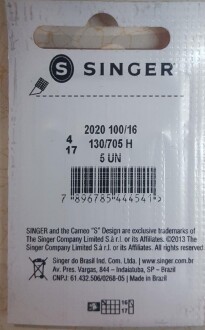 S SINGER
2020 100/16
4
17
130/705 H
5 UN
7 896785 444541
SINGER and the Cameo "S" Design are exclusive trademarks of
The Singer Company Limited S.à r.l. or its Affiliates. ©2013 The
Singer Company Limited S.à r.l. or its Affiliates. All rights reserved.
Singer do Brasil Ind. Com. Ltda. | www.singer.com.br
Av. Pres. Vargas, 844 - Indaiatuba, SP – Brazil
CNPJ: 61.432.506/0268-05 | Made in Brazil